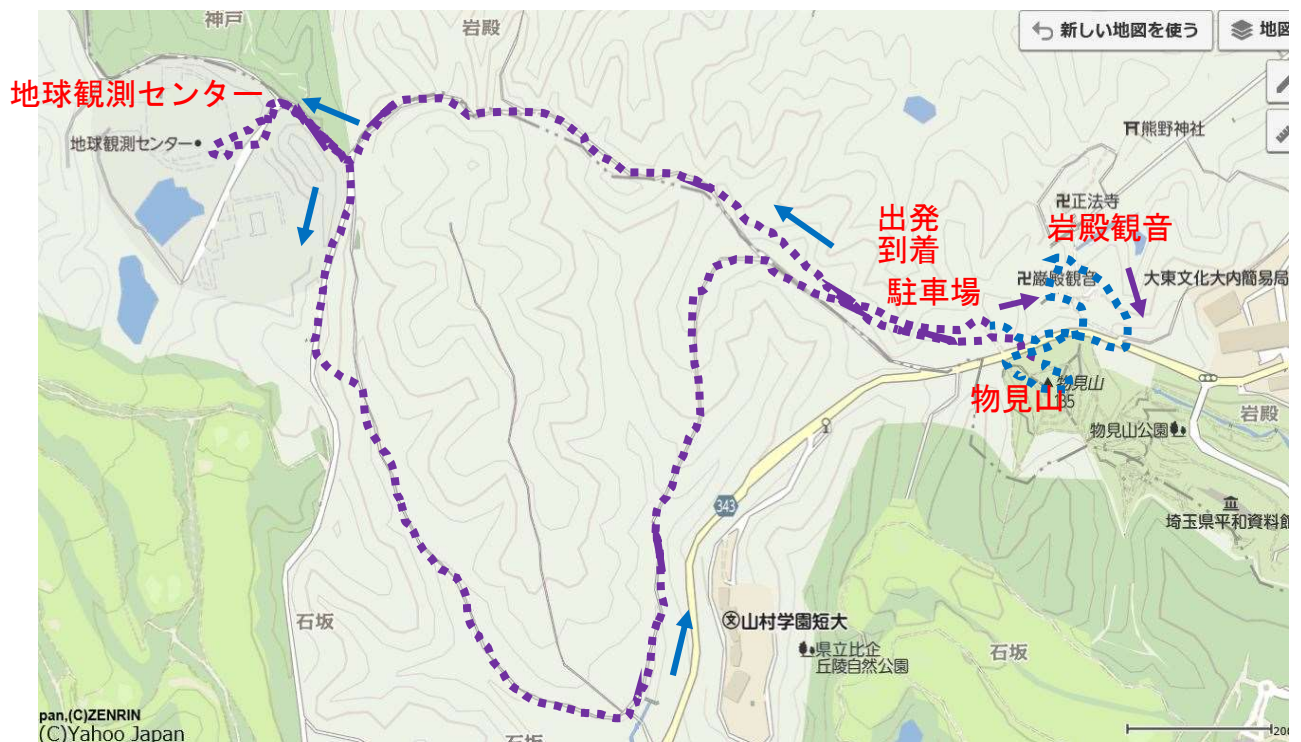 神戸
岩殿
新しい地図を使う
地図
地球観測センター
地球観測センター
熊野神社
正法寺
出発
到着
岩殿観音
卍巌殿観音
大東文化大内簡易局
駐車場
物見山
135
物見山
岩殿
物見山公園
343
埼玉県平和資料館
石坂
山村学園短大
県立比企
丘陵自然公園
石坂
pan,(C)ZENRIN
(C)Yahoo Japan
石坂
200